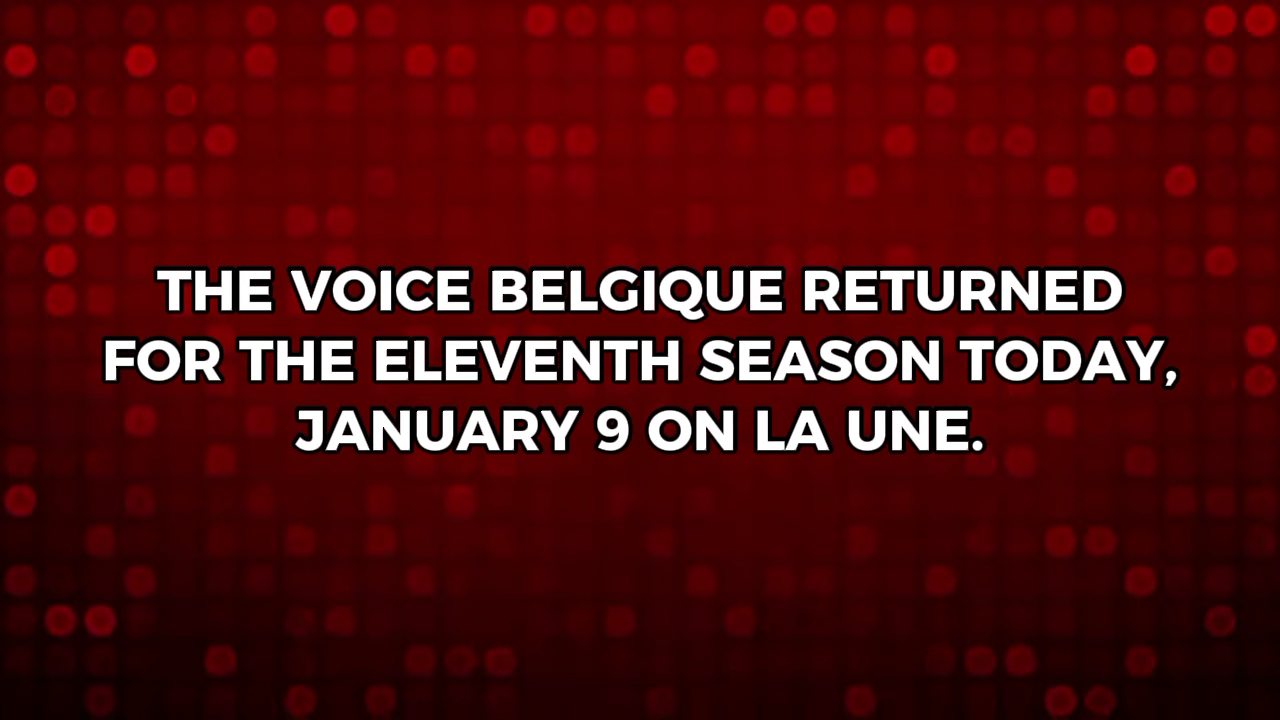 THE VOICE BELGIQUE RETURNED
FOR THE ELEVENTH SEASON TODAY,
JANUARY 9 ON LA UNE.